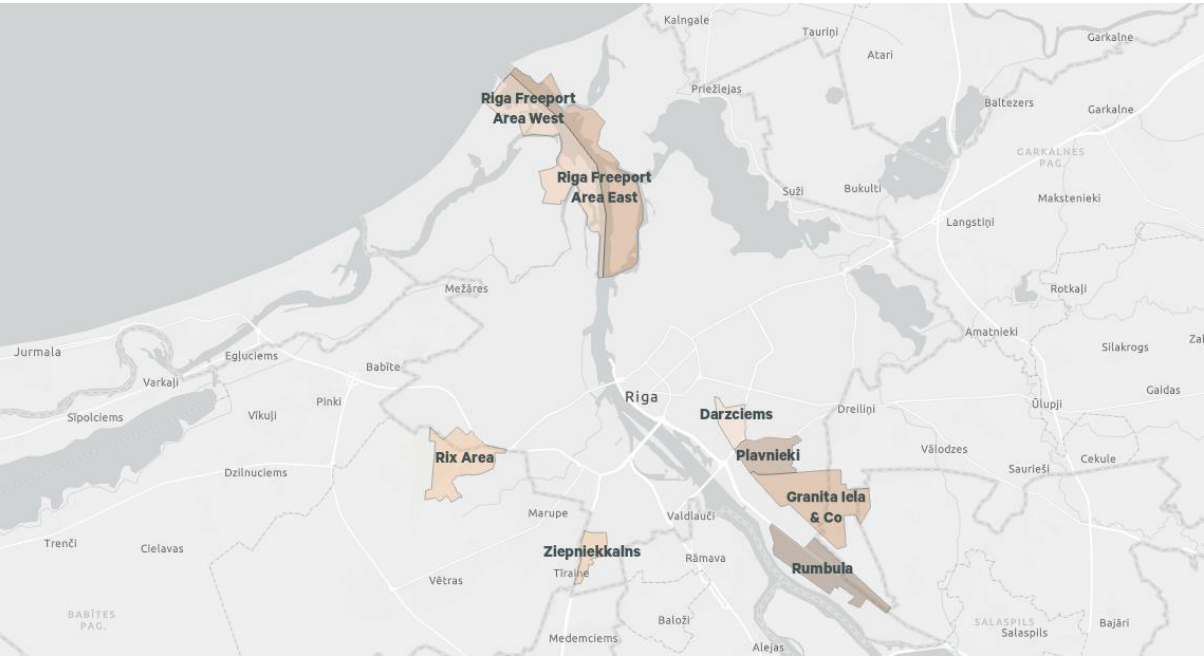 Kalngale
Tauriņi
Garkalne
Atari
Priežlejas
Riga Freeport
Area West
Baltezers
Garkalne
GARKALNES
PAG.
Riga Freeport
Area East
Suži
Bukulti
Makstenieki
Langstiņi
Mežāres
Rotkaļi
Amatnieki
Jurmala
Egļuciems
Babīte
Silakrogs
Varkaļi
Gaidas
Pinki
Riga
Ūlupji
Sīpolciems
Vīkuļi
Darzciems
Dreiliņi
Rix Area
Plavnieki
Vālodzes
Cekule
Dzilnuciems
Saurieši
Granita Iela
& Co
Marupe
Valdlauči
Trenči
Cielavas
Ziepniekkalns
Rāmava
Rumbula
Tīraine
Vētras
BABĪTES
PAG.
Baloži
SALASPILS
Salaspils
Bajāri
Medemciems
Alejas